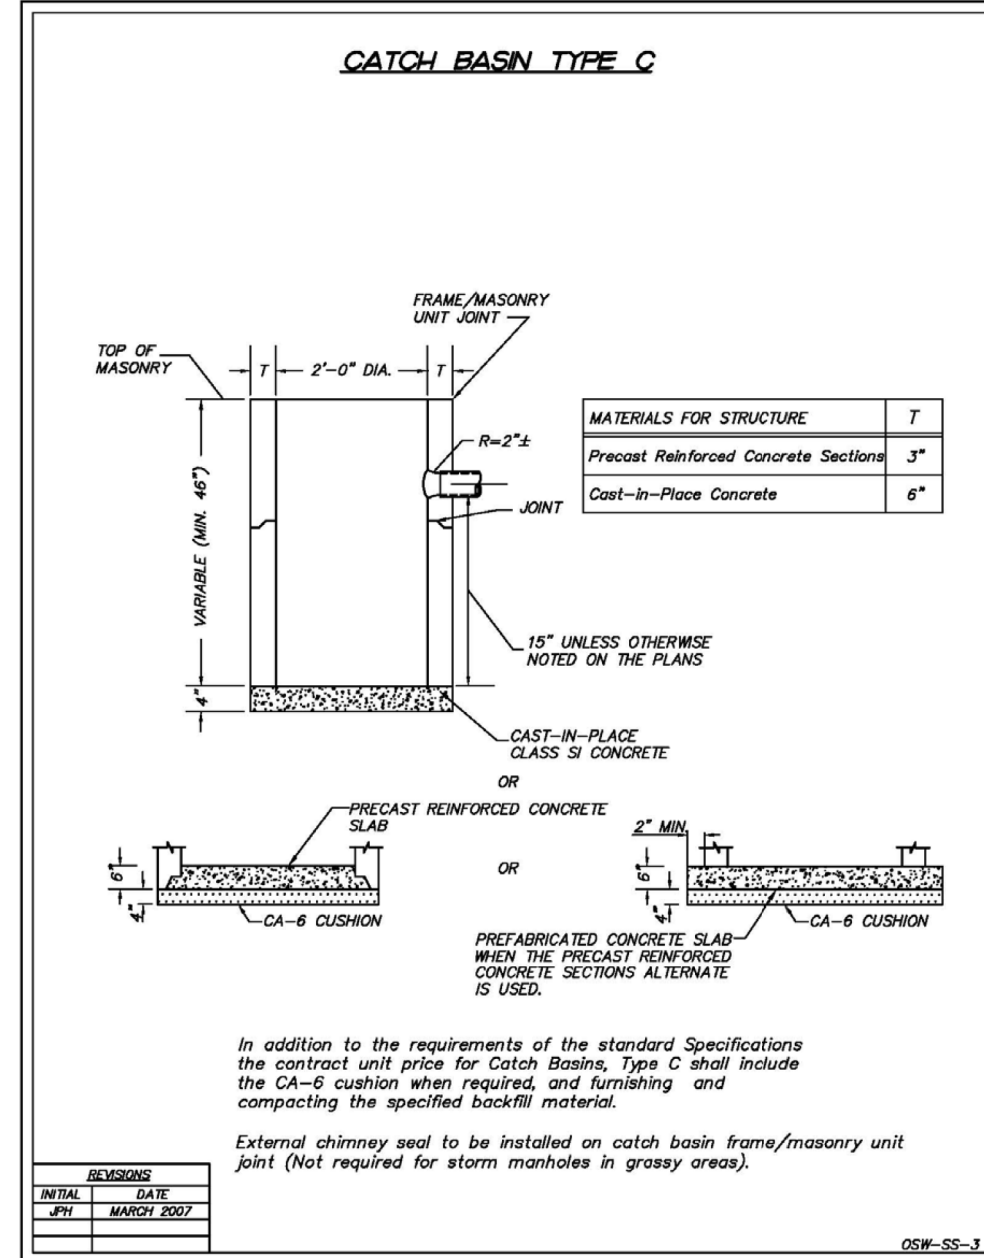 CATCH BASIN TYPE C
FRAME/MASONRY
UNIT JOINT
TOP OF
MASONRY
T
2'-0" DIA.
T
R=2"±
JOINT
VARIABLE (MIN. 46")
4"
15" UNLESS OTHERWISE
NOTED ON THE PLANS
CAST-IN-PLACE
CLASS SI CONCRETE
MATERIALS FOR STRUCTURE T
Precast Reinforced Concrete Sections 3"
Cast-in-Place Concrete 6"
OR
PRECAST REINFORCED CONCRETE
SLAB
6"
4"
CA-6 CUSHION
OR
2" MIN.
6"
4"
CA-6 CUSHION
PREFABRICATED CONCRETE SLAB
WHEN THE PRECAST REINFORCED
CONCRETE SECTIONS ALTERNATE
IS USED.
In addition to the requirements of the standard Specifications
the contract unit price for Catch Basins, Type C shall include
the CA-6 cushion when required, and furnishing and
compacting the specified backfill material.
External chimney seal to be installed on catch basin frame/masonry unit
joint (Not required for storm manholes in grassy areas).
REVISIONS
INITIAL DATE
JPH MARCH 2007
OSW-SS-3